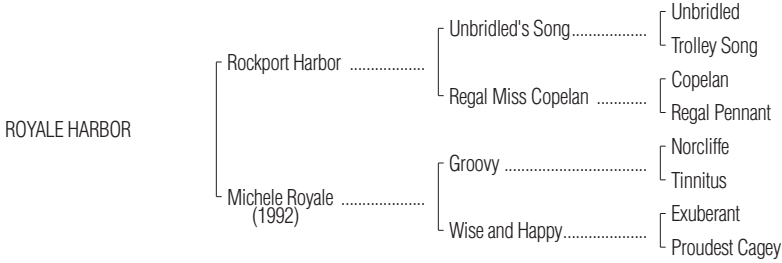 Unbridled
Unbridled's Song..................
Trolley Song
Rockport Harbor ..................
Copelan
Regal Miss Copelan ............
Regal Pennant
ROYALE HARBOR
Norcliffe
Groovy ..................................
Tinnitus
Michele Royale ....................
(1992)
Exuberant
Wise and Happy....................
Proudest Cagey